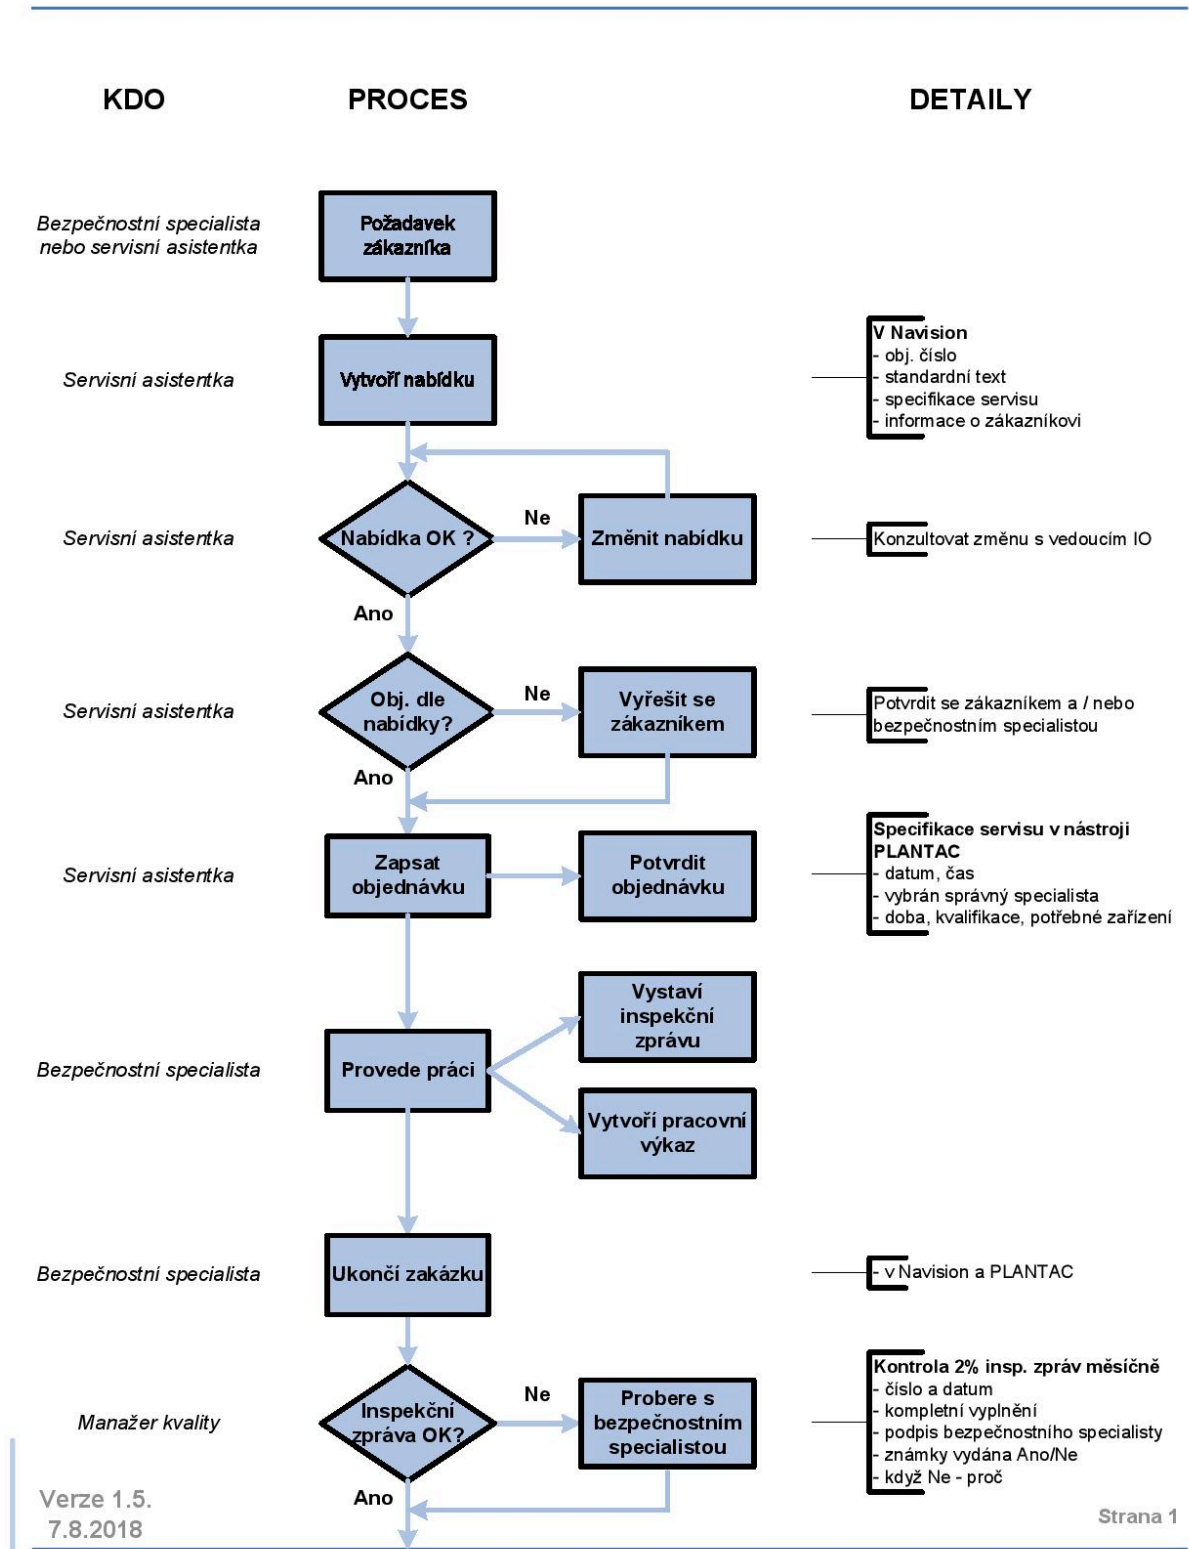 KDO PROCES DETAILY
Bezpečnostní specialista
nebo servisní asistentka
Požadavek
zákazníka
Servisní asistentka
Vytvoří nabídku
V Navision
- obj. číslo
- standardní text
- specifikace servisu
- informace o zákazníkovi
Servisní asistentka
Nabídka OK ?
Ne
Změnit nabídku
Konzultovat změnu s vedoucím IO
Ano
Servisní asistentka
Obj. dle
nabídky?
Ne
Vyřešit se
zákazníkem
Potvrdit se zákazníkem a / nebo
bezpečnostním specialistou
Ano
Servisní asistentka
Zapsat
objednávku
Potvrdit
objednávku
Specifikace servisu v nástroji
PLANTAC
- datum, čas
- vybrán správný specialista
- doba, kvalifikace, potřebné zařízení
Bezpečnostní specialista
Provede práci
Vystaví
inspekční
zprávu
Vytvoří pracovní
výkaz
Bezpečnostní specialista
Ukončí zakázku
- v Navision a PLANTAC
Manažer kvality
Inspekční
zpráva OK?
Ne
Probere s
bezpečnostním
specialistou
Kontrola 2% insp. zpráv měsíčně
- číslo a datum
- kompletní vyplnění
- podpis bezpečnostního specialisty
- známky vydána Ano/Ne
- když Ne - proč
Ano
Verze 1.5.
7.8.2018
Strana 1